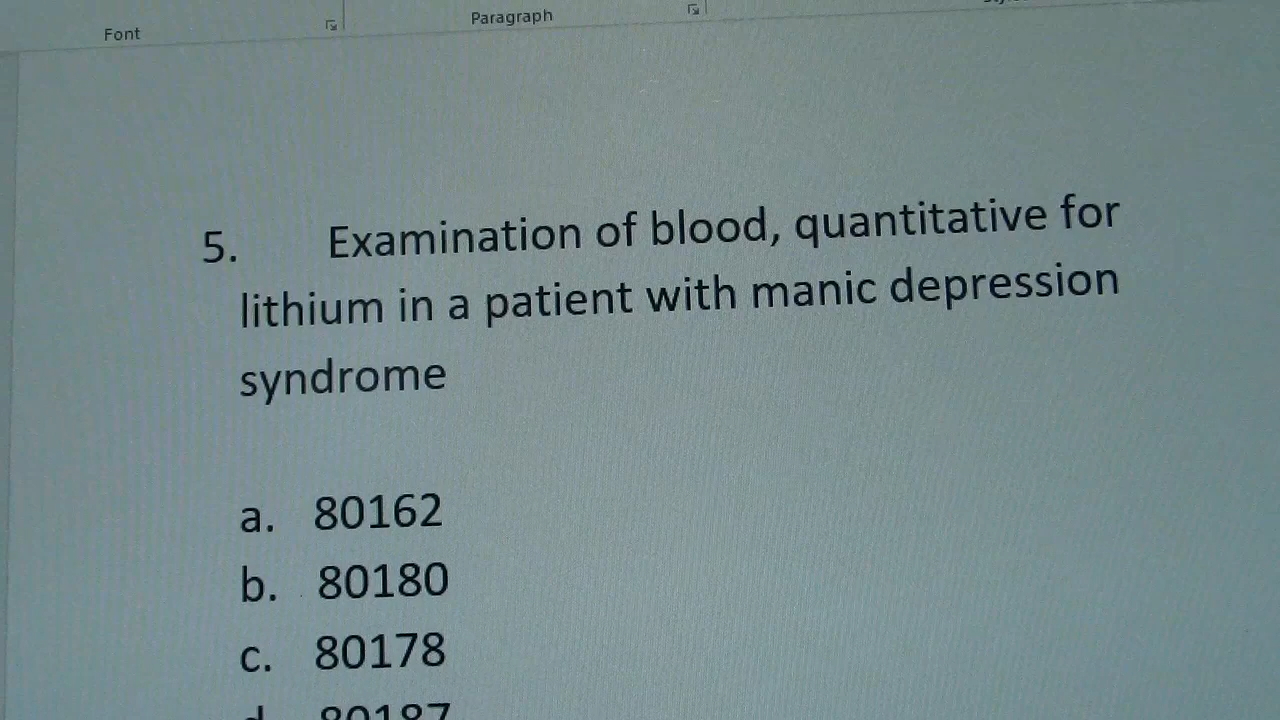 Font Paragraph
5. Examination of blood, quantitative for
lithium in a patient with manic depression
syndrome
a. 80162
b. 80180
c. 80178